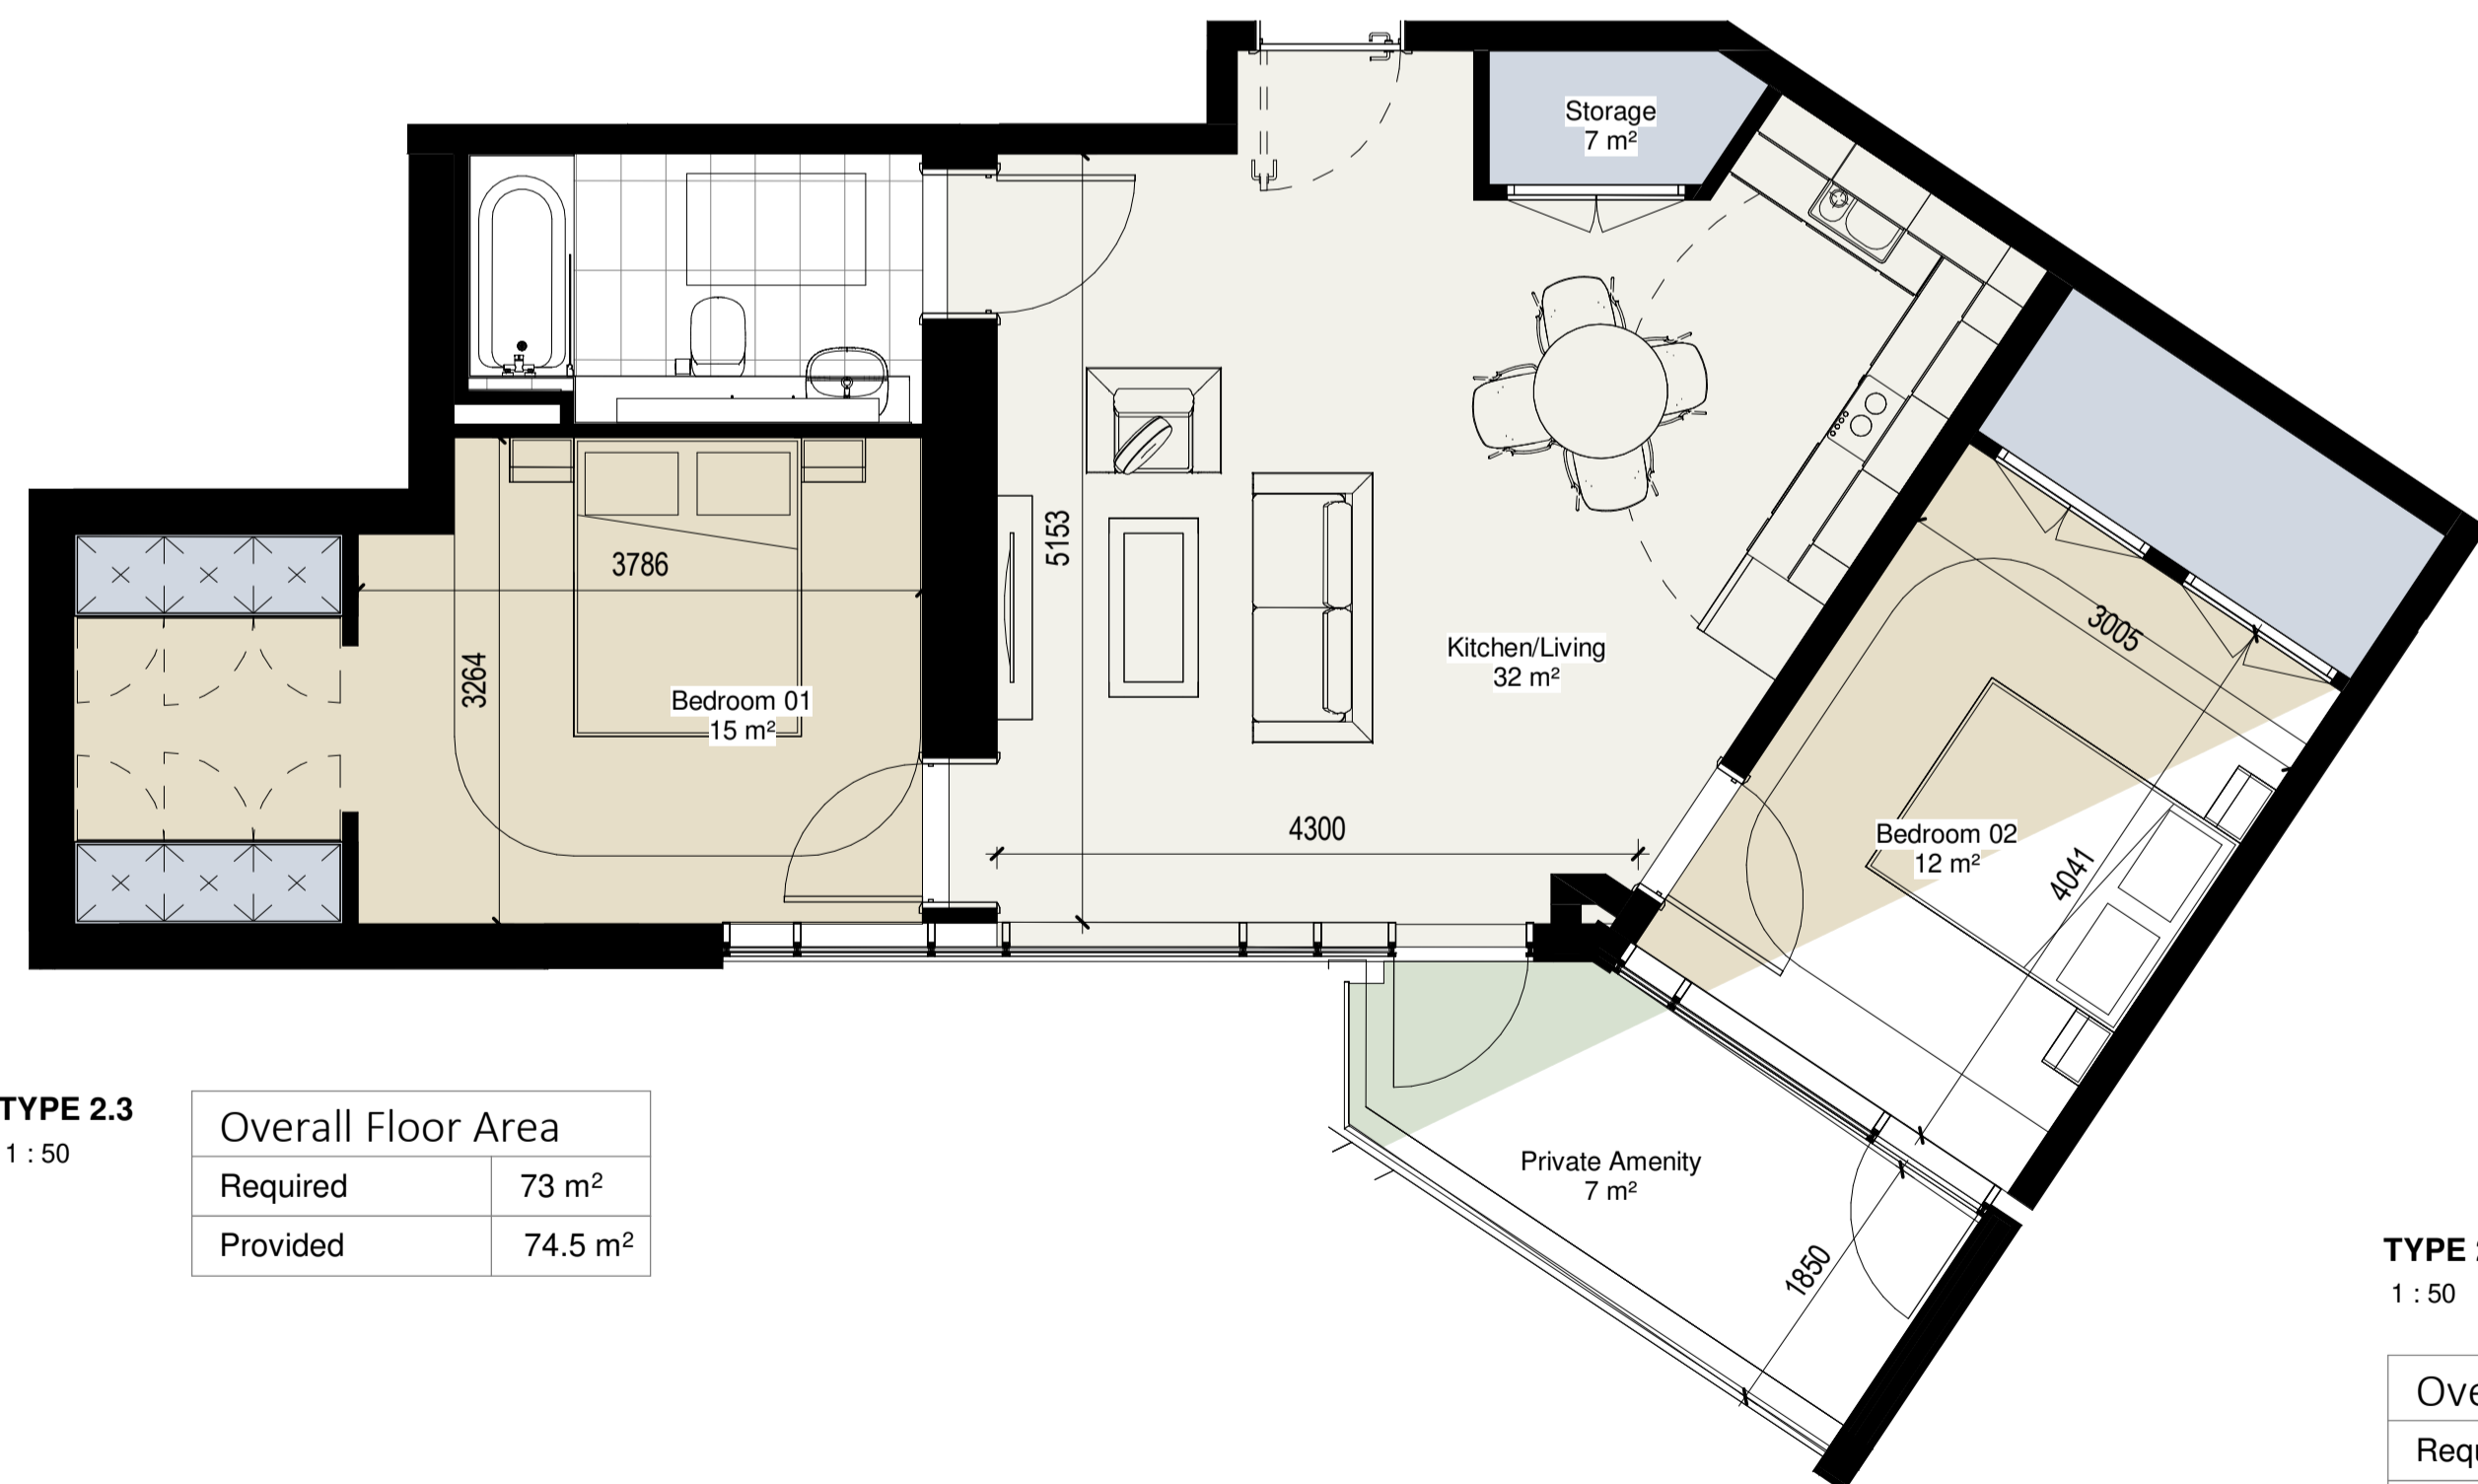 Storage
7 m²
5153
3786
3005
Kitchen/Living
32 m²
3264
Bedroom 01
15 m²
4300
Bedroom 02
12 m²
4041
TYPE 2.3
1 : 50
Overall Floor Area
Required 73 m²
Provided 74.5 m²
Private Amenity
7 m²
1850
TYPE
1 : 50